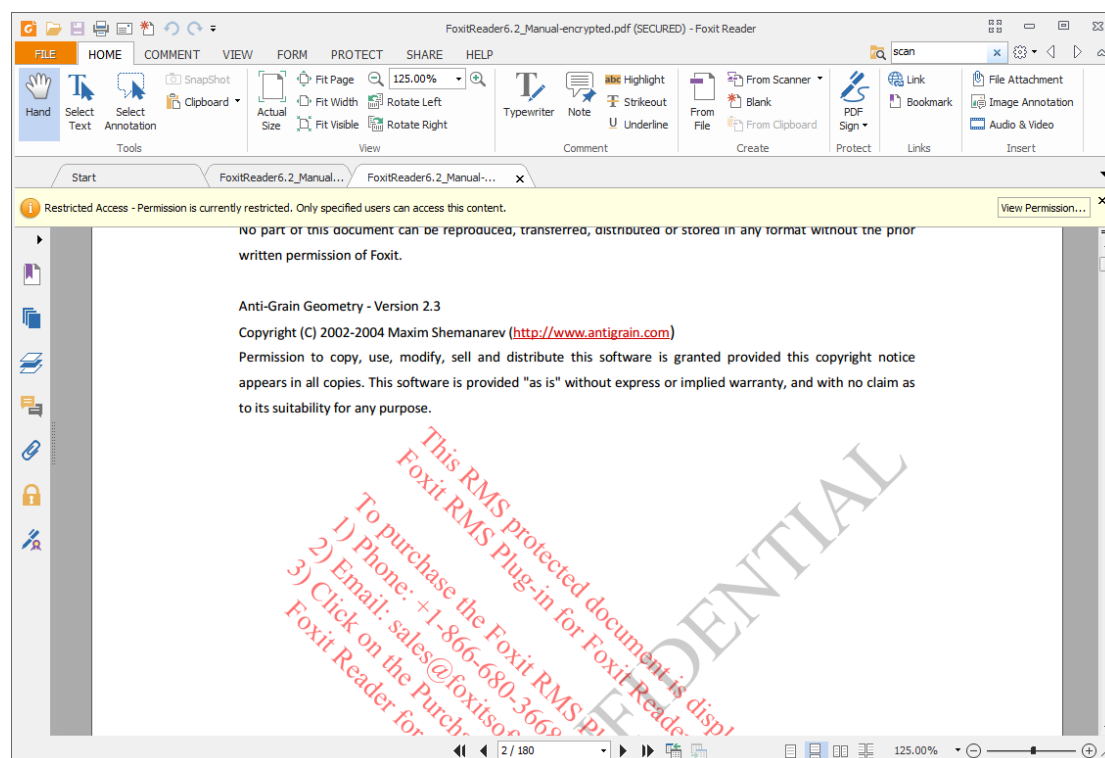 FoxitReader6.2_Manual-encrypted.pdf (SECURED) - Foxit Reader
FILE HOME COMMENT VIEW FORM PROTECT SHARE HELP scan
Hand
Select Text
Select Annotation
SnapShot
Clipboard
Tools
Actual Size
Fit Page
Fit Width
Fit Visible
125.00%
Rotate Left
Rotate Right
View
Typewriter
Note
abc Highlight
T Strikeout
U Underline
Comment
From File
From Scanner
Blank
From Clipboard
Create
PDF Sign
Protect
Link
Bookmark
Links
File Attachment
Image Annotation
Audio & Video
Insert
Start FoxitReader6.2_Manual... FoxitReader6.2_Manual-...
Restricted Access - Permission is currently restricted. Only specified users can access this content. View Permission...
No part of this document can be reproduced, transferred, distributed or stored in any format without the prior
written permission of Foxit.
Anti-Grain Geometry - Version 2.3
Copyright (C) 2002-2004 Maxim Shemanarev (http://www.antigrain.com)
Permission to copy, use, modify, sell and distribute this software is granted provided this copyright notice
appears in all copies. This software is provided "as is" without express or implied warranty, and with no claim as
to its suitability for any purpose.
This RMS protected document is displ
Foxit RMS Plug-in for Foxit Reade
To purchase the Foxit RMS Pl
1) Phone: +1-866-680-3668
2) Email: sales@foxitsof
3) Click on the Purcha
Foxit Reader for
FIDENTIAL
2 / 180 125.00%